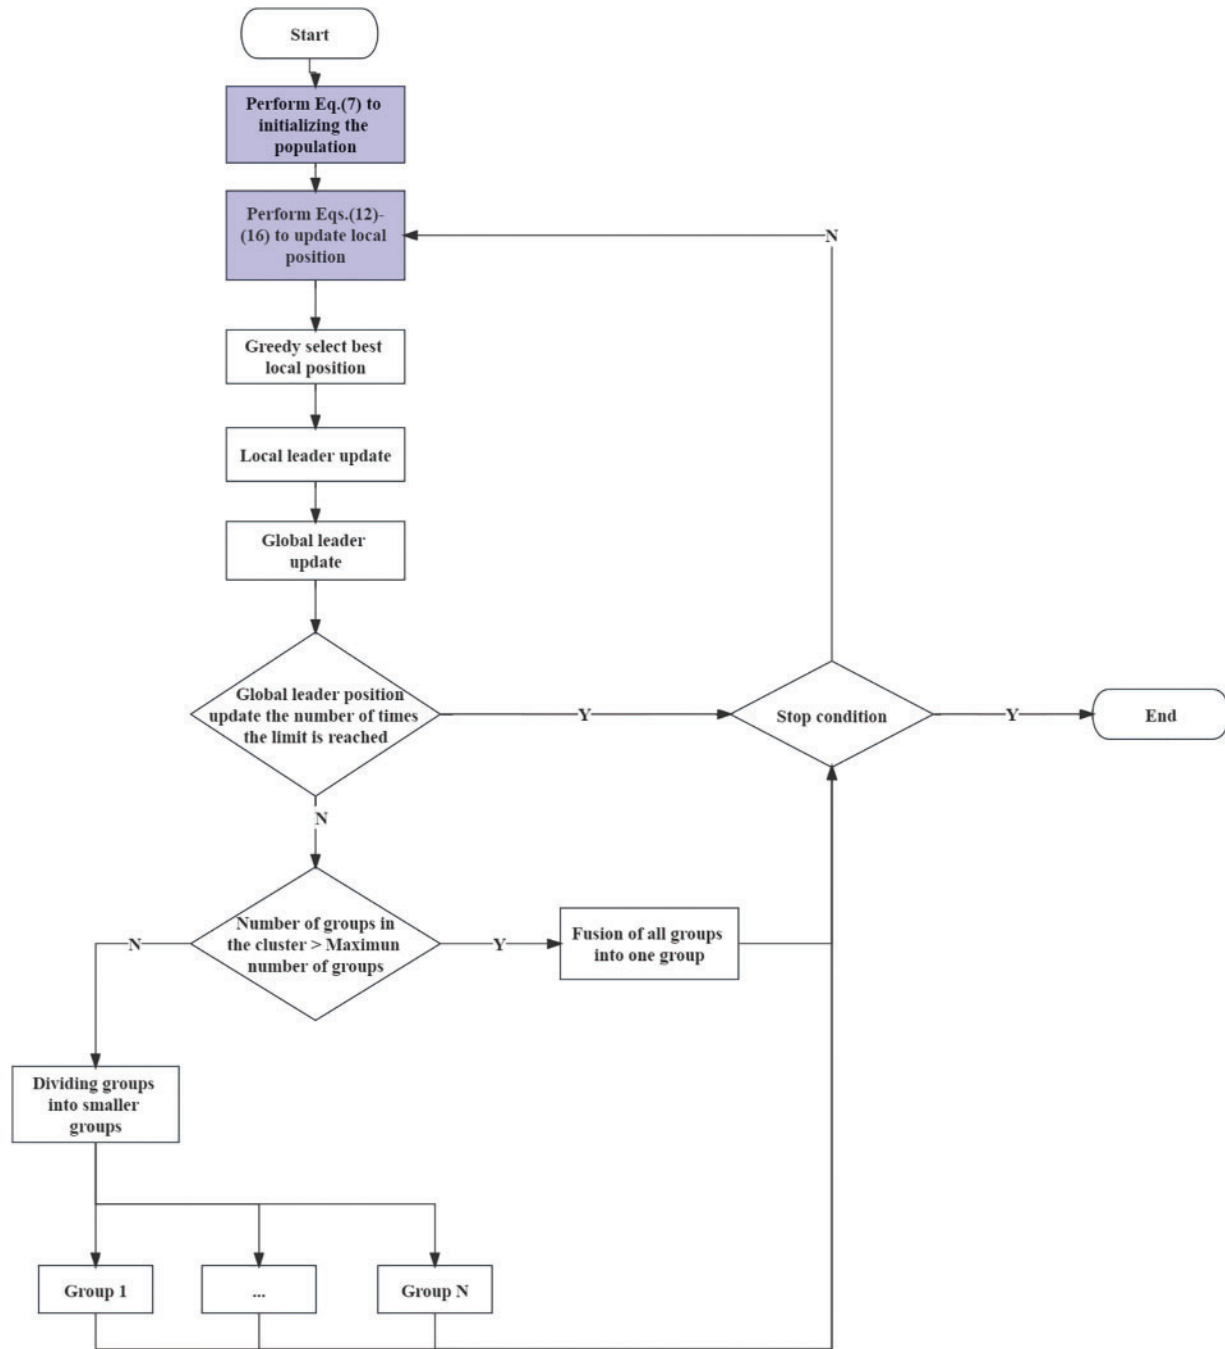 Start
Perform Eq.(7) to
initializing the
population
Perform Eqs.(12)-
(16) to update local
position
N
Greedy select best
local position
Local leader update
Global leader
update
Global leader position
update the number of times
the limit is reached
Y
Stop condition
Y
End
N
Number of groups in
the cluster > Maximun
number of groups
N
Y
Fusion of all groups
into one group
Dividing groups
into smaller
groups
Group 1
...
Group N